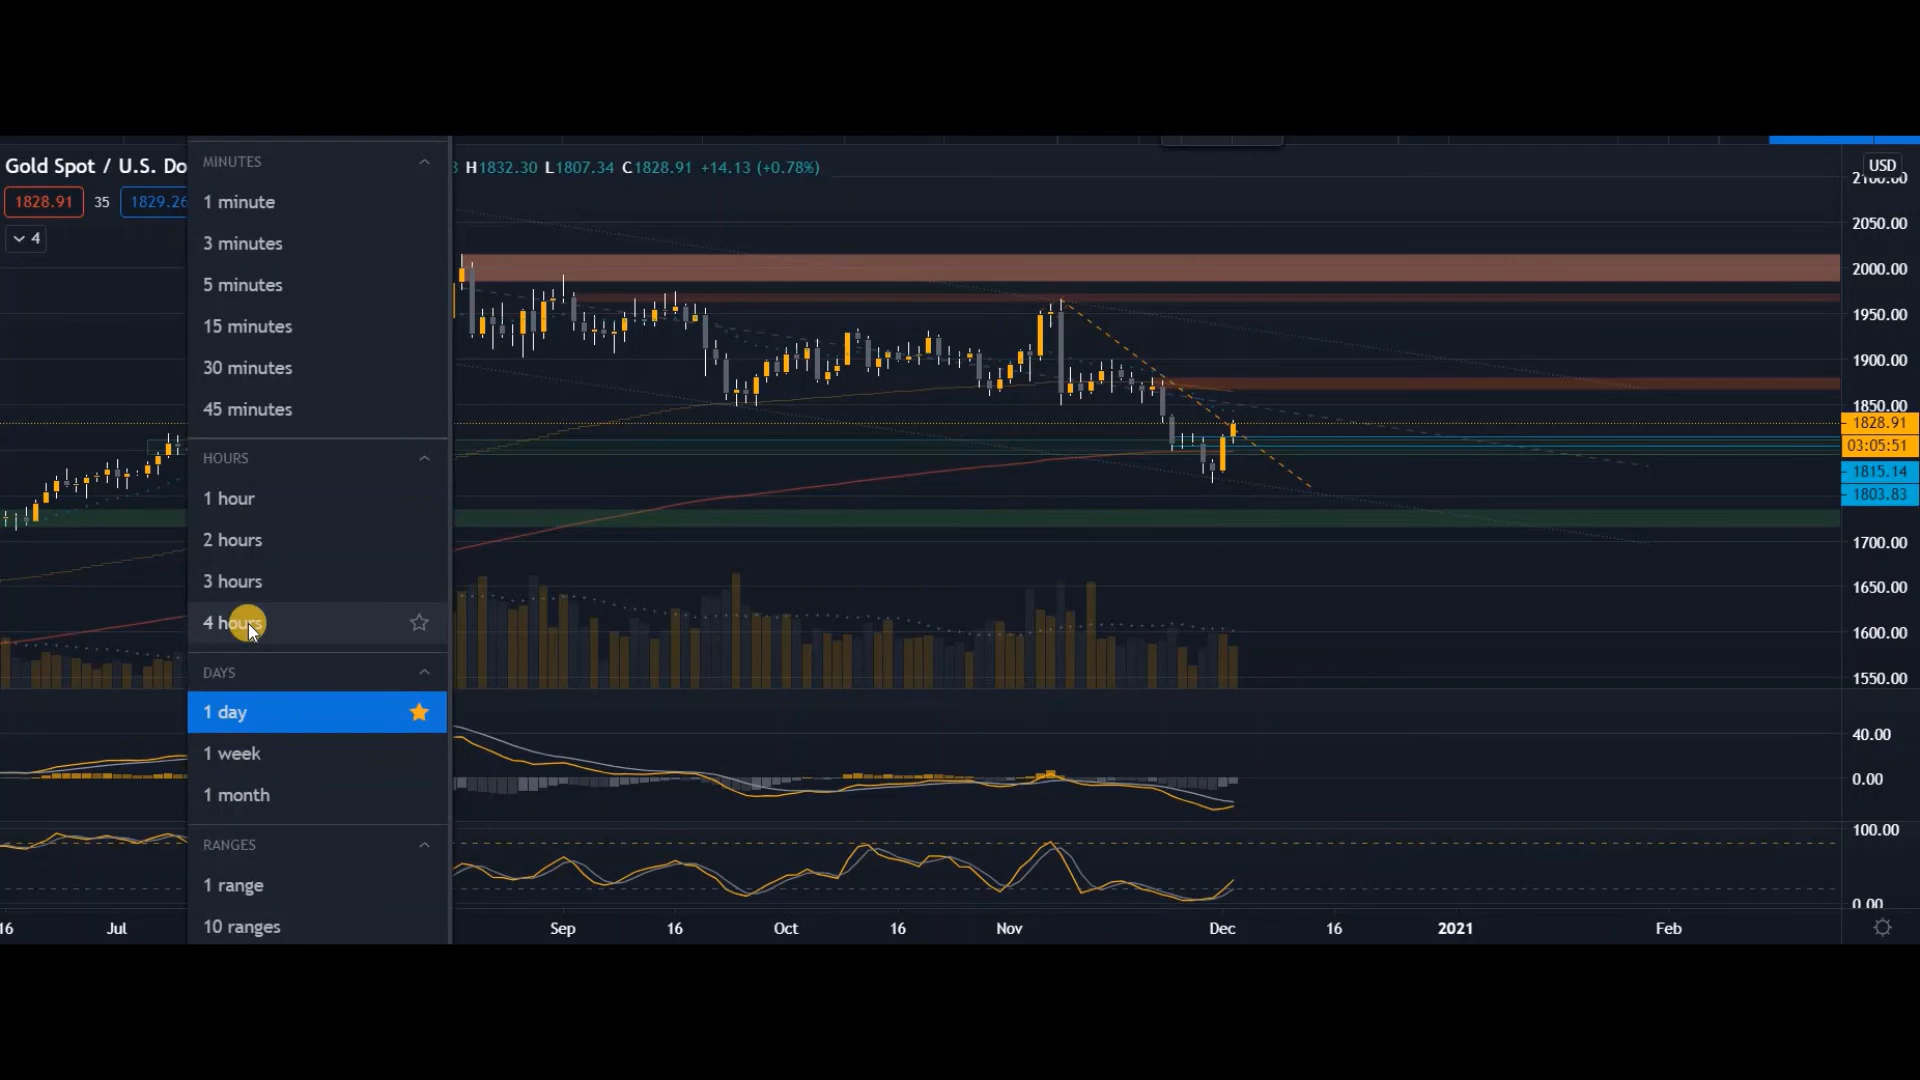 Gold Spot / U.S. Do
H1832.30 L1807.34 C1828.91 +14.13 (+0.78%)
1828.91 35 1829.26
4
MINUTES
1 minute
3 minutes
5 minutes
15 minutes
30 minutes
45 minutes
HOURS
1 hour
2 hours
3 hours
4 hours
DAYS
1 day
1 week
1 month
RANGES
1 range
10 ranges
USD
2100.00
2050.00
2000.00
1950.00
1900.00
1850.00
1828.91
03:05:51
1815.14
1803.83
1700.00
1650.00
1600.00
1550.00
40.00
0.00
100.00
0.00
16 Jul Sep 16 Oct 16 Nov Dec 16 2021 Feb